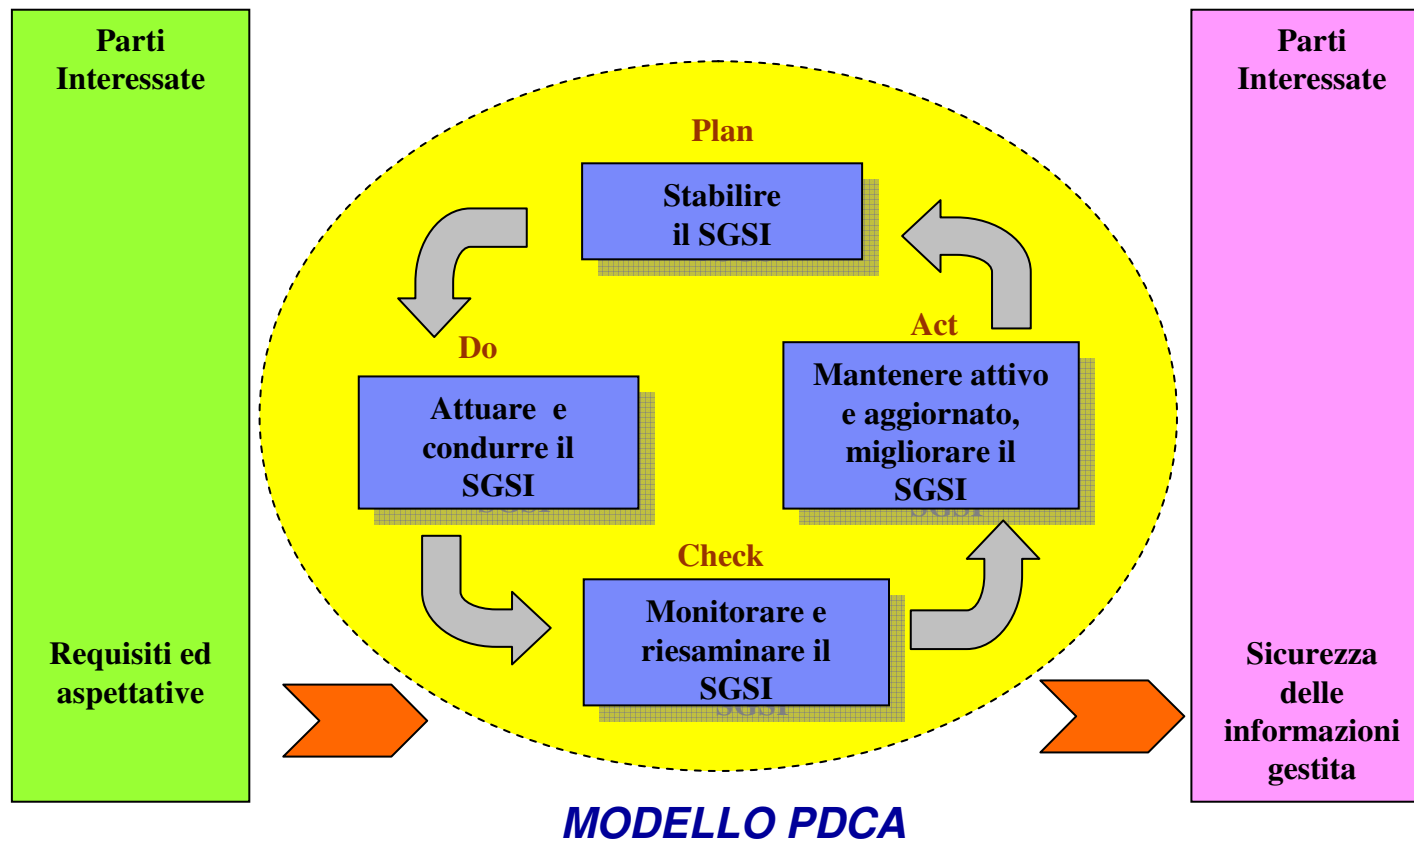 Parti
Interessate
Requisiti ed
aspettative
Plan
Stabilire
il SGSI
Do
Attuare e
condurre il
SGSI
Check
Monitorare e
riesaminare il
SGSI
Act
Mantenere attivo
e aggiornato,
migliorare il
SGSI
Parti
Interessate
Sicurezza
delle
informazioni
gestita
MODELLO PDCA